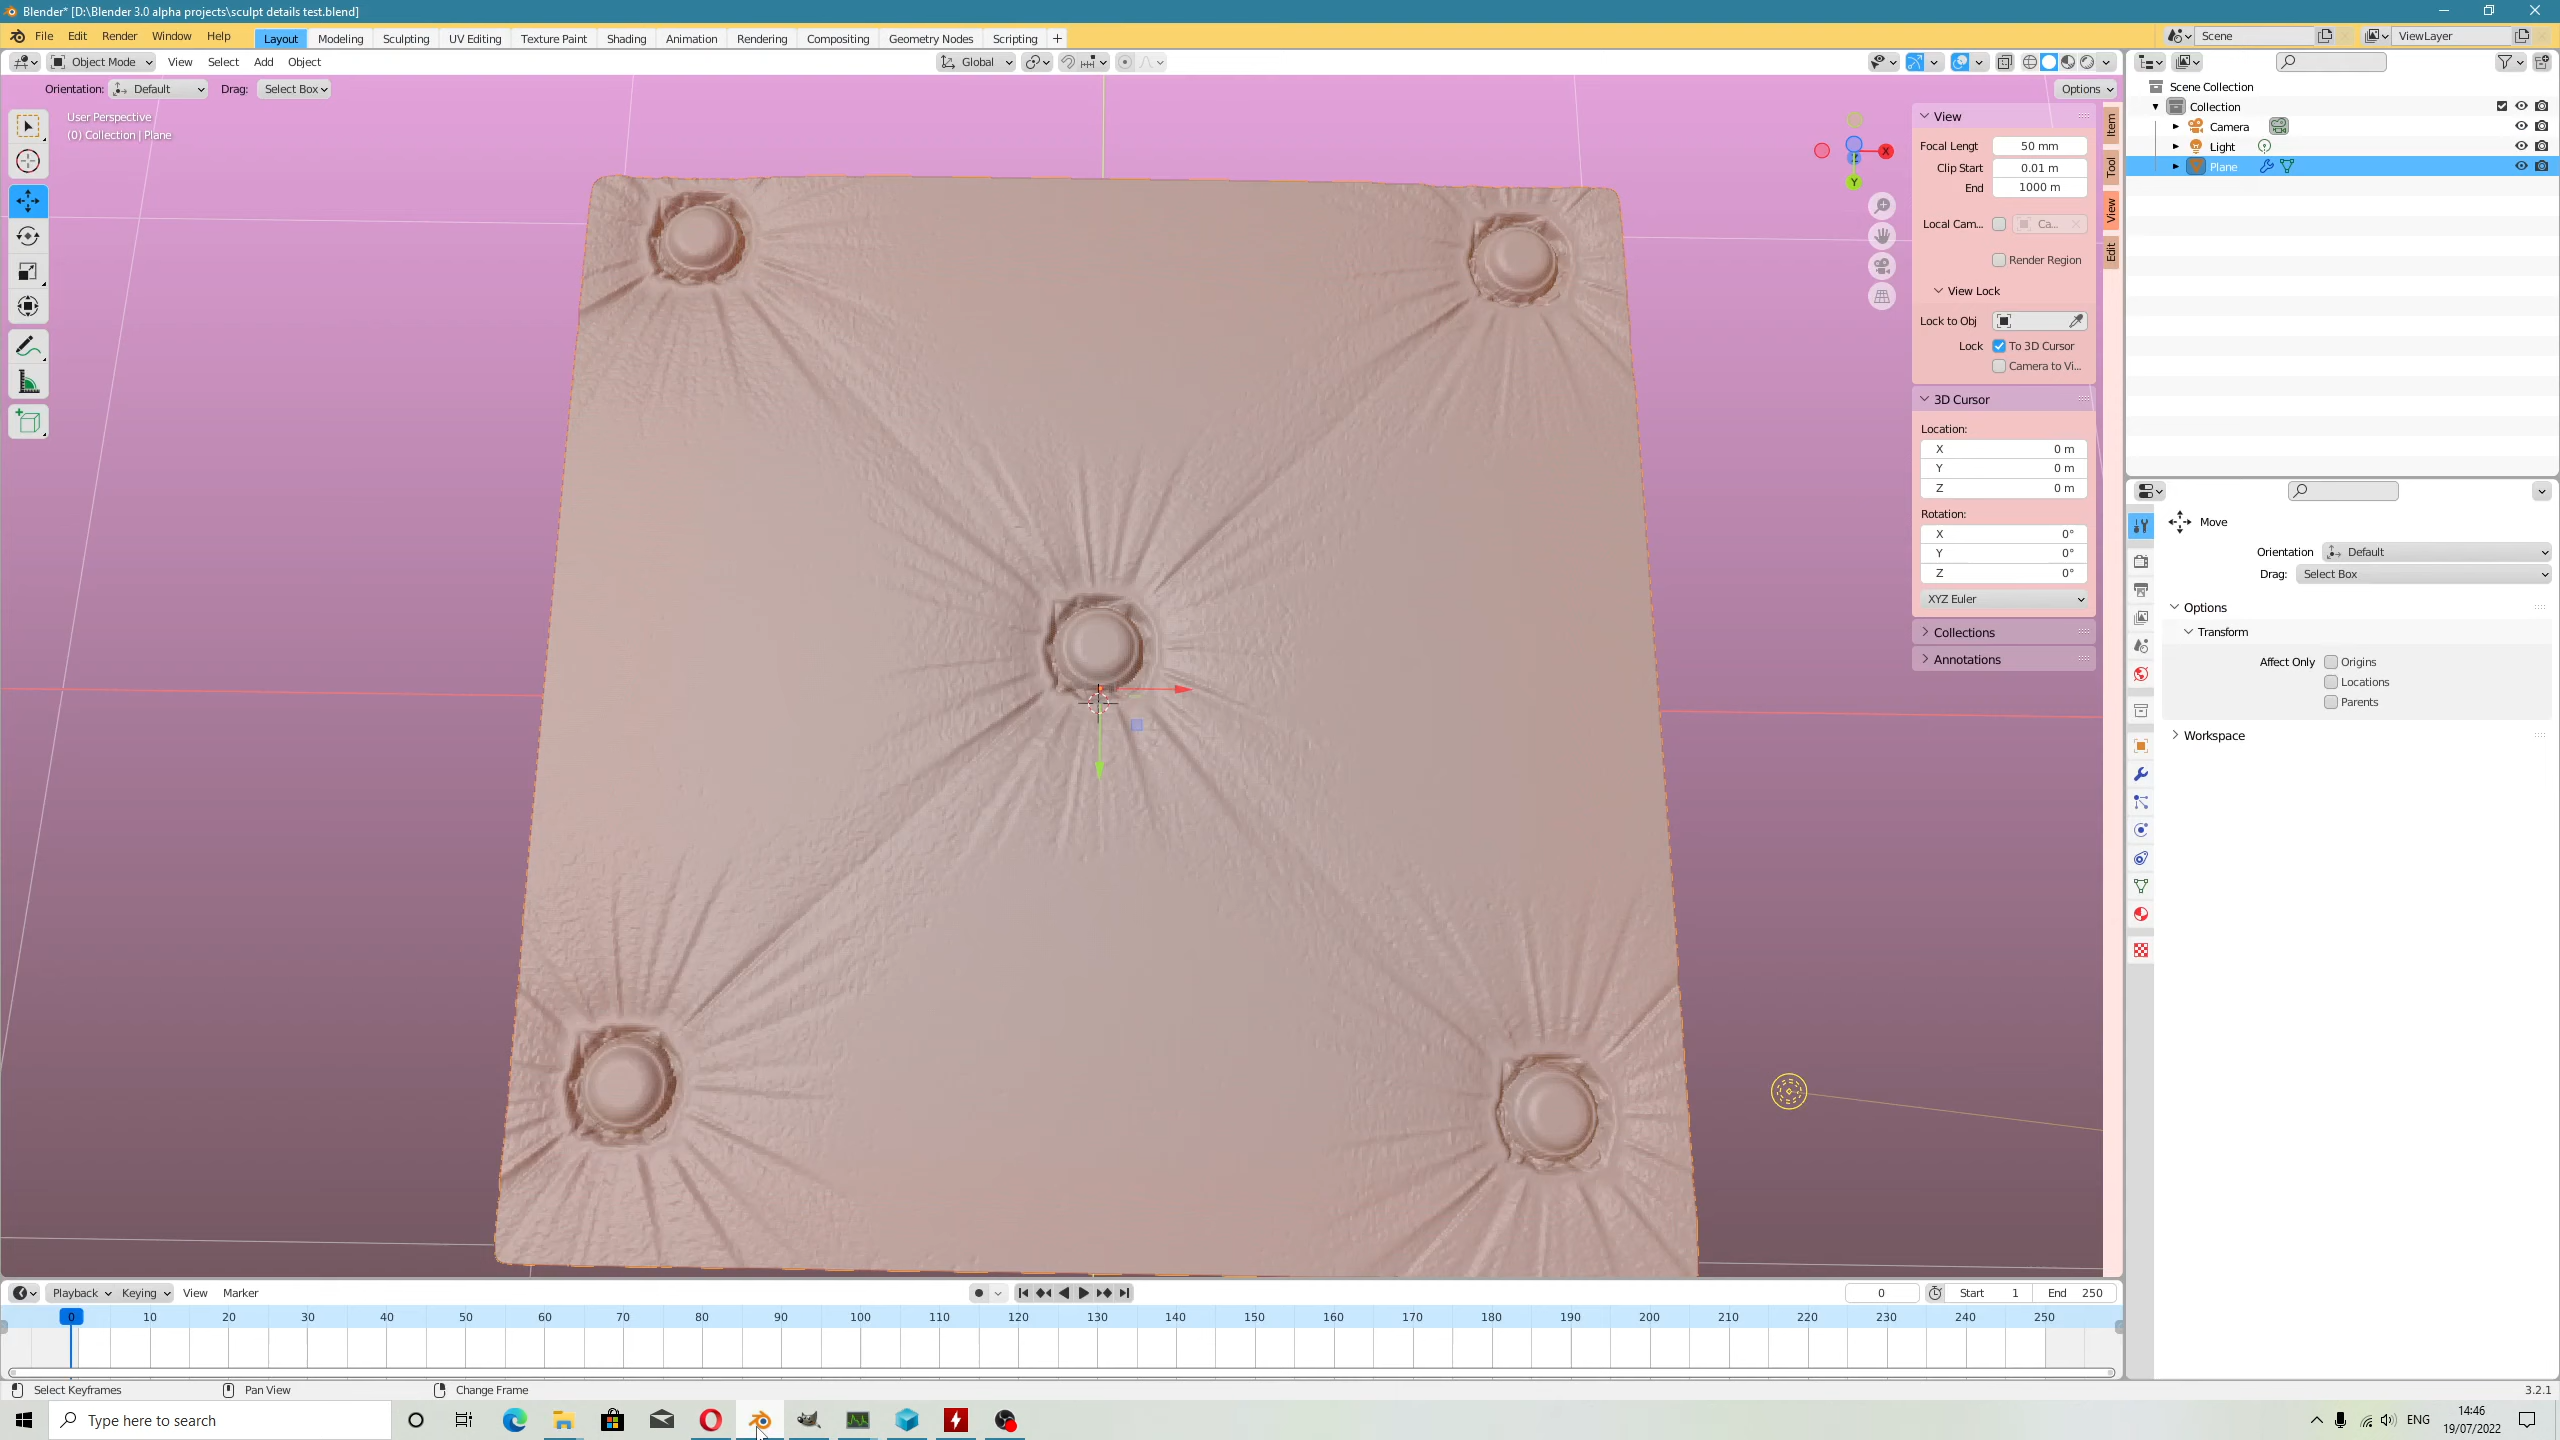 Blender* [D:\Blender 3.0 alpha projects\sculpt details test.blend]
File Edit Render Window Help Layout Modeling Sculpting UV Editing Texture Paint Shading Animation Rendering Compositing Geometry Nodes Scripting + Scene ViewLayer
Object Mode View Select Add Object Global
Orientation: Default Drag: Select Box Options
User Perspective
(0) Collection | Plane
View
Focal Lengt 50 mm
Clip Start 0.01 m
End 1000 m
Local Cam... Ca...
Render Region
View Lock
Lock to Obj
Lock To 3D Cursor
Camera to Vi...
3D Cursor
Location:
X 0 m
Y 0 m
Z 0 m
Rotation:
X 0°
Y 0°
Z 0°
XYZ Euler
Collections
Annotations
Item
Tool
View
Edit
X
Z
Y
Scene Collection
Collection
Camera
Light
Plane
Move
Orientation Default
Drag: Select Box
Options
Transform
Affect Only Origins
Locations
Parents
Workspace
Playback Keying View Marker 0 Start 1 End 250
0 10 20 30 40 50 60 70 80 90 100 110 120 130 140 150 160 170 180 190 200 210 220 230 240 250
Select Keyframes Pan View Change Frame 3.2.1
Type here to search ENG 14:46
19/07/2022